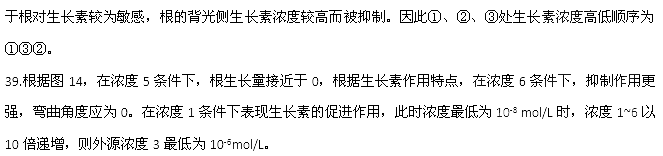 于根对生长素较为敏感，根的背光侧生长素浓度较高而被抑制。因此①、②、③处生长素浓度高低顺序为
①③②。
39.根据图 14，在浓度 5 条件下，根生长量接近于 0，根据生长素作用特点，在浓度 6 条件下，抑制作用更
强，弯曲角度应为 0。在浓度 1 条件下表现生长素的促进作用，此时浓度最低为 10⁻⁸ mol/L 时，浓度 1~6 以
10 倍递增，则外源浓度 3 最低为 10⁻⁶mol/L。